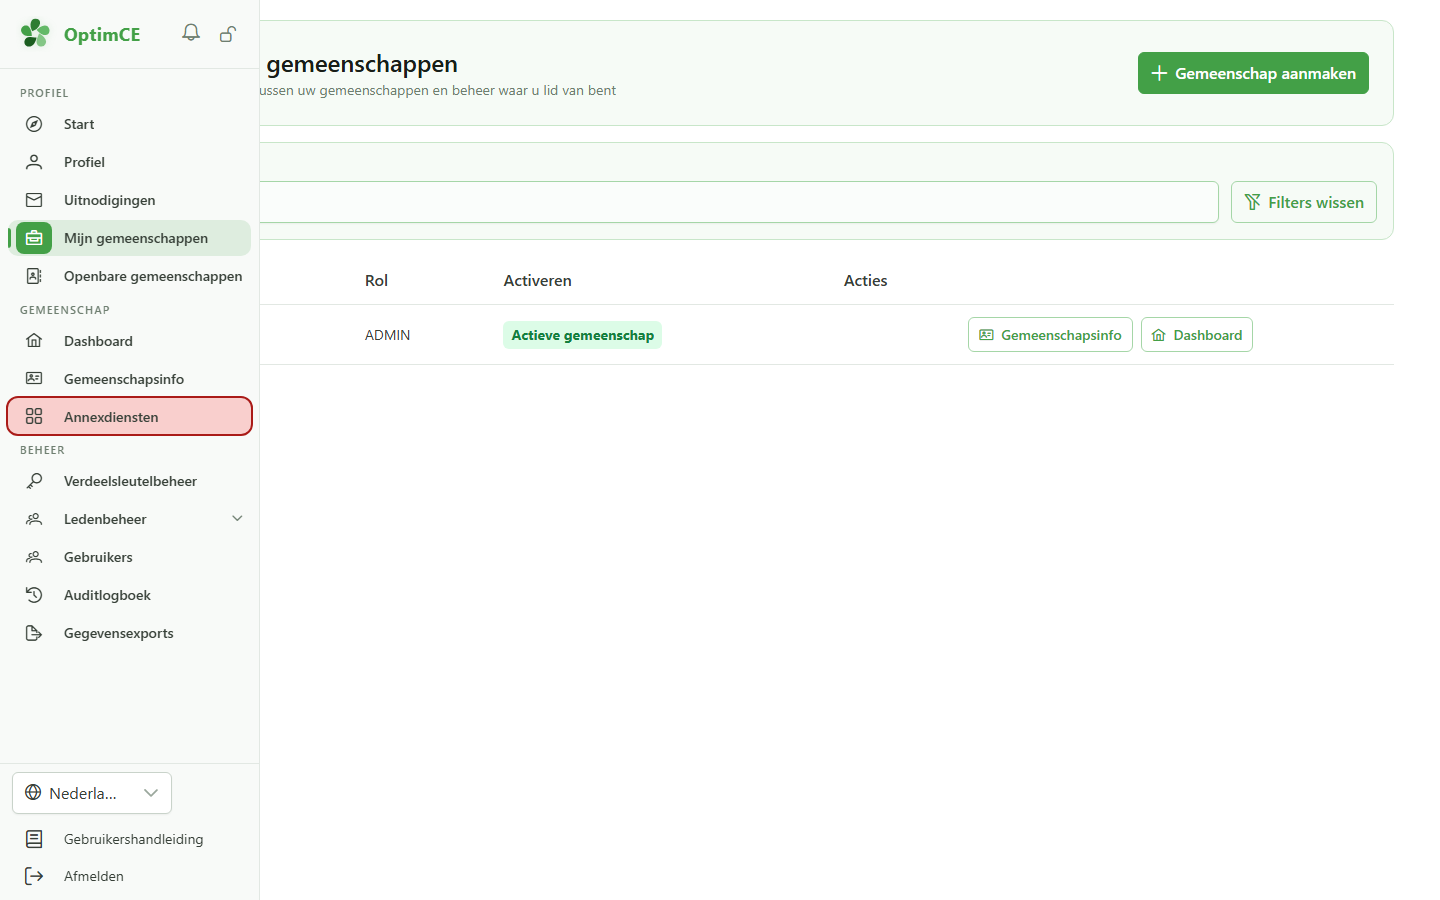 OptimCE
PROFIEL
Start
Profiel
Uitnodigingen
Mijn gemeenschappen
Openbare gemeenschappen
GEMEENSCHAP
Dashboard
Gemeenschapsinfo
Annexdiensten
BEHEER
Verdeelsleutelbeheer
Ledenbeheer
Gebruikers
Auditlogboek
Gegevensexports
Nederla...
Gebruikershandleiding
Afmelden
gemeenschappen
ussen uw gemeenschappen en beheer waar u lid van bent
Gemeenschap aanmaken
Filters wissen
Rol Activeren Acties
ADMIN Actieve gemeenschap Gemeenschapsinfo Dashboard